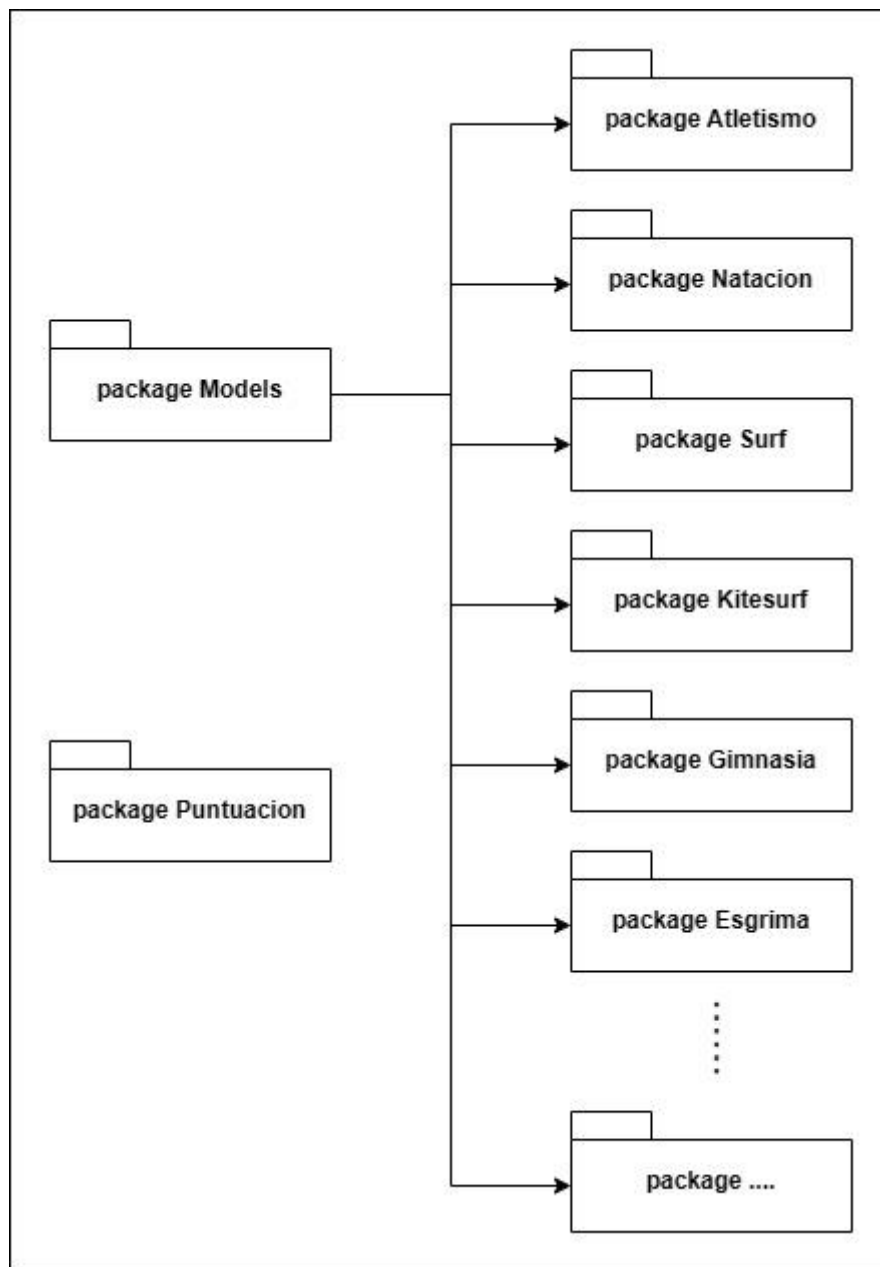 package Atletismo
package Natacion
package Models
package Surf
package Kitesurf
package Gimnasia
package Puntuacion
package Esgrima
package ....